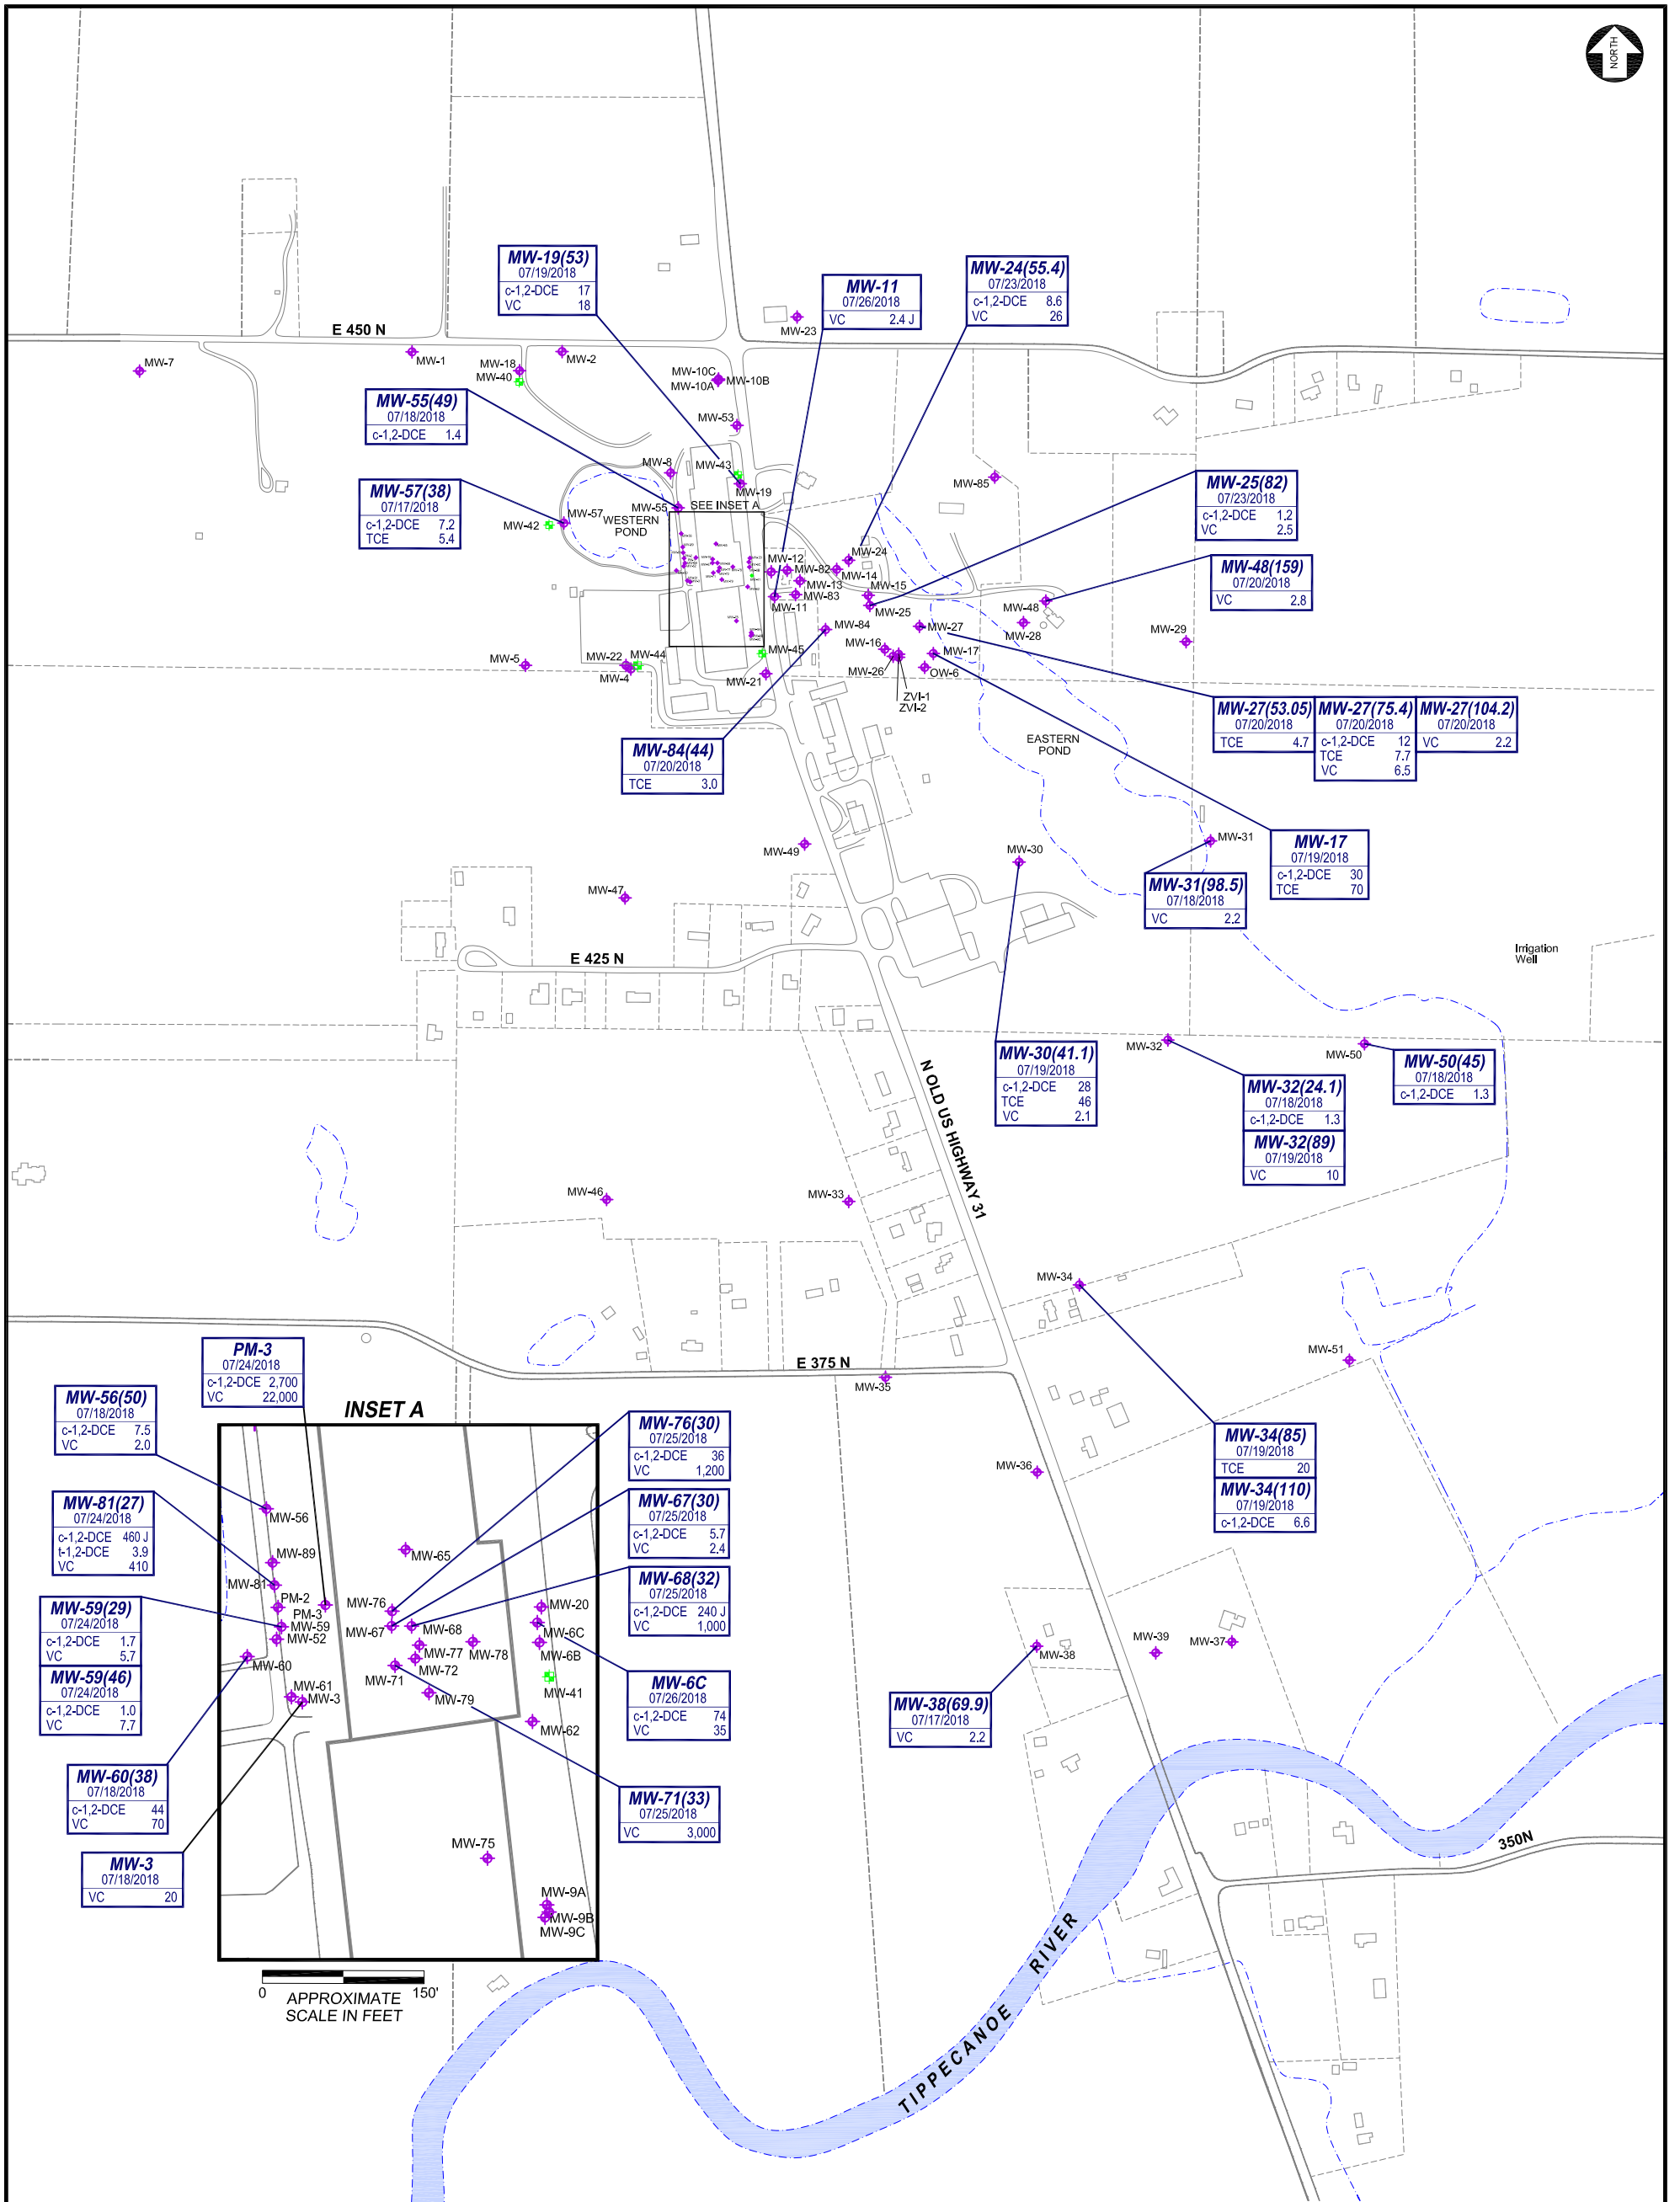 NORTH
MW-19(53)
07/19/2018
c-1,2-DCE 17
VC 18
MW-11
07/26/2018
VC 2.4 J
MW-24(55.4)
07/23/2018
c-1,2-DCE 8.6
VC 26
MW-23
E 450 N
MW-7
MW-1
MW-18
MW-40
MW-2
MW-10C
MW-10A
MW-10B
MW-53
MW-55(49)
07/18/2018
c-1,2-DCE 1.4
MW-8
MW-43
MW-19
MW-85
MW-25(82)
07/23/2018
c-1,2-DCE 1.2
VC 2.5
MW-57(38)
07/17/2018
c-1,2-DCE 7.2
TCE 5.4
MW-42
MW-57
WESTERN
POND
MW-55
SEE INSET A
MW-12
MW-82
MW-13
MW-83
MW-11
MW-24
MW-14
MW-15
MW-25
MW-48(159)
07/20/2018
VC 2.8
MW-48
MW-28
MW-29
MW-84
MW-27
MW-16
MW-17
MW-26
OW-6
ZVI-1
ZVI-2
MW-5
MW-22
MW-44
MW-4
MW-45
MW-21
MW-27(53.05)
07/20/2018
TCE 4.7
MW-27(75.4)
07/20/2018
c-1,2-DCE 12
TCE 7.7
VC 6.5
MW-27(104.2)
07/20/2018
VC 2.2
MW-84(44)
07/20/2018
TCE 3.0
EASTERN
POND
MW-17
07/19/2018
c-1,2-DCE 30
TCE 70
MW-49
MW-30
MW-31
MW-31(98.5)
07/18/2018
VC 2.2
MW-47
E 425 N
Irrigation
Well
MW-32
MW-50
MW-30(41.1)
07/19/2018
c-1,2-DCE 28
TCE 46
VC 2.1
MW-50(45)
07/18/2018
c-1,2-DCE 1.3
MW-32(24.1)
07/18/2018
c-1,2-DCE 1.3
MW-32(89)
07/19/2018
VC 10
N OLD US HIGHWAY 31
MW-46
MW-33
MW-34
MW-51
E 375 N
MW-35
MW-34(85)
07/19/2018
TCE 20
MW-34(110)
07/19/2018
c-1,2-DCE 6.6
MW-36
MW-38
MW-39
MW-37
MW-38(69.9)
07/17/2018
VC 2.2
350N
TIPPECANOE RIVER
PM-3
07/24/2018
c-1,2-DCE 2,700
VC 22,000
MW-56(50)
07/18/2018
c-1,2-DCE 7.5
VC 2.0
MW-81(27)
07/24/2018
c-1,2-DCE 460 J
t-1,2-DCE 3.9
VC 410
MW-59(29)
07/24/2018
c-1,2-DCE 1.7
VC 5.7
MW-59(46)
07/24/2018
c-1,2-DCE 1.0
VC 7.7
MW-60(38)
07/18/2018
c-1,2-DCE 44
VC 70
MW-3
07/18/2018
VC 20
INSET A
MW-56
MW-89
MW-81
PM-2
PM-3
MW-59
MW-52
MW-60
MW-61
MW-3
MW-65
MW-76
MW-67
MW-68
MW-77
MW-78
MW-72
MW-71
MW-79
MW-20
MW-6C
MW-6B
MW-41
MW-62
MW-75
MW-9A
MW-9B
MW-9C
MW-76(30)
07/25/2018
c-1,2-DCE 36
VC 1,200
MW-67(30)
07/25/2018
c-1,2-DCE 5.7
VC 2.4
MW-68(32)
07/25/2018
c-1,2-DCE 240 J
VC 1,000
MW-6C
07/26/2018
c-1,2-DCE 74
VC 35
MW-71(33)
07/25/2018
VC 3,000
0 150'
APPROXIMATE
SCALE IN FEET